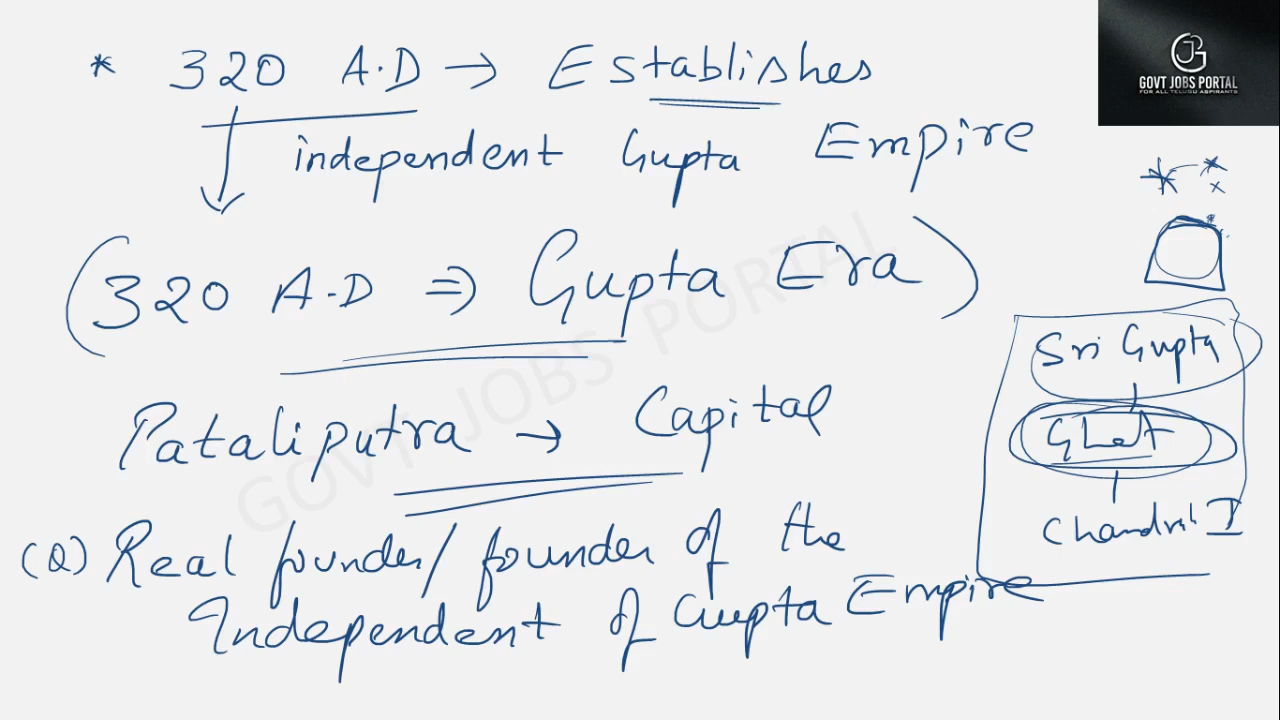 * 320 A.D → Establishes
independent Gupta Empire
(320 A.D ⇒ Gupta Era)
Pataliputra → Capital
(Q) Real founder/founder of the
Independent of Gupta Empire
GOVT JOBS PORTAL
FOR ALL TELUGU ASPIRANTS
Sri Gupta
GOVT JOBS PORTAL